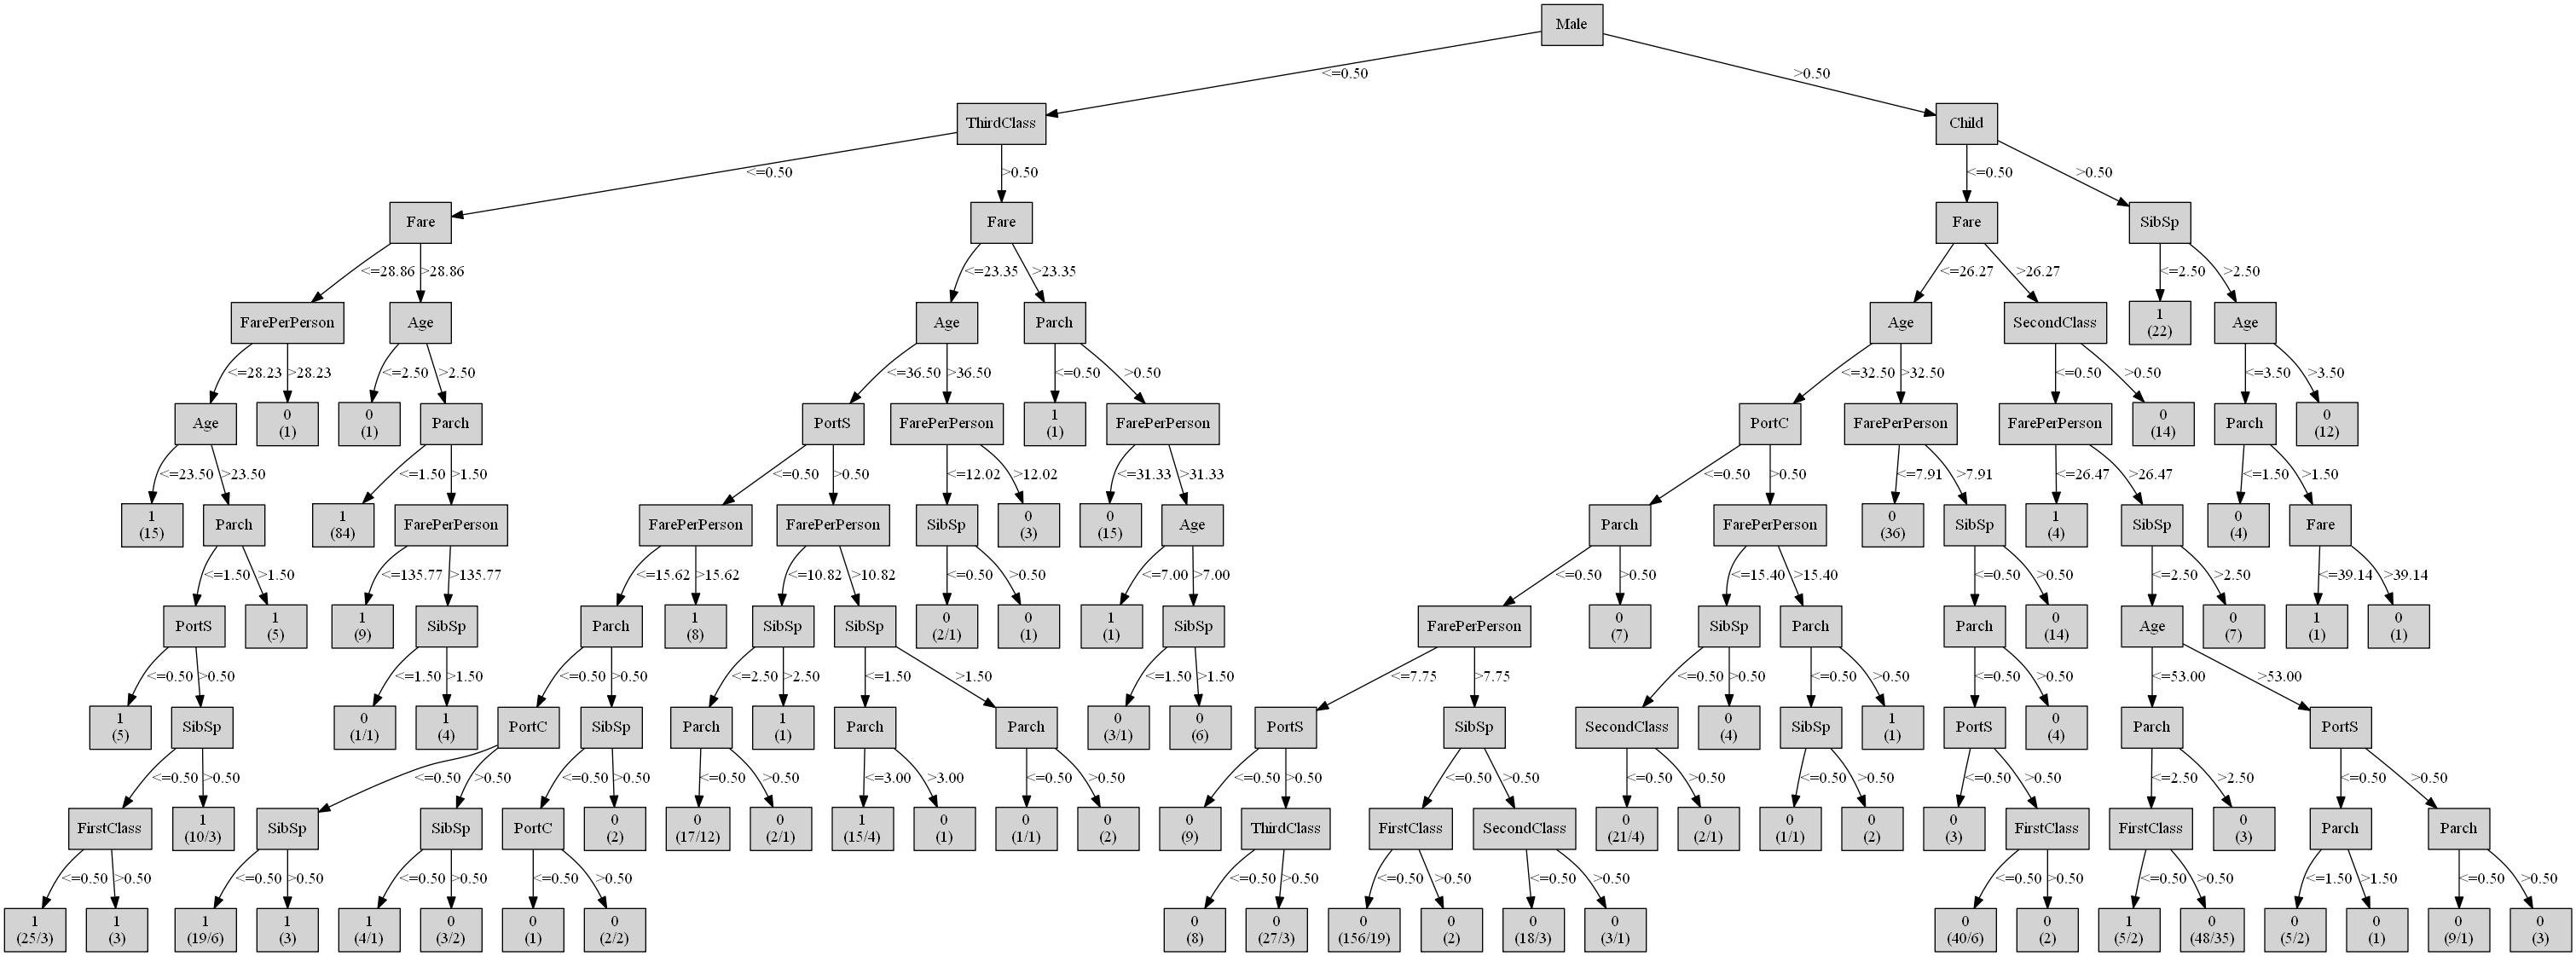 Male
<=0.50 >0.50
ThirdClass Child
<=0.50 >0.50 <=0.50 >0.50
Fare Fare Fare SibSp
<=28.86 >28.86 <=23.35 >23.35 <=26.27 >26.27 <=2.50 >2.50
FarePerPerson Age Age Parch Age SecondClass 1 (22) Age
<=28.23 >28.23 <=2.50 >2.50 <=36.50 >36.50 <=0.50 >0.50 <=32.50 >32.50 <=0.50 >0.50 <=3.50 >3.50
Age 0 (1) 0 (1) Parch PortS FarePerPerson 1 (1) FarePerPerson PortC FarePerPerson FarePerPerson 0 (14) Parch 0 (12)
<=23.50 >23.50 <=1.50 >1.50 <=0.50 >0.50 <=12.02 >12.02 <=31.33 >31.33 <=0.50 >0.50 <=7.91 >7.91 <=26.47 >26.47 <=1.50 >1.50
1 (15) Parch 1 (84) FarePerPerson FarePerPerson FarePerPerson SibSp 0 (3) 0 (15) Age Parch FarePerPerson 0 (36) SibSp 1 (4) SibSp 0 (4) Fare
<=1.50 >1.50 <=135.77 >135.77 <=15.62 >15.62 <=10.82 >10.82 <=0.50 >0.50 <=7.00 >7.00 <=0.50 >0.50 <=15.40 >15.40 <=0.50 >0.50 <=2.50 >2.50 <=39.14 >39.14
PortS 1 (5) 1 (9) SibSp Parch 1 (8) SibSp SibSp 0 (2/1) 0 (1) 1 (1) SibSp FarePerPerson 0 (7) SibSp Parch Parch 0 (14) Age 0 (7) 1 (1) 0 (1)
<=0.50 >0.50 <=1.50 >1.50 <=0.50 >0.50 <=2.50 >2.50 <=1.50 >1.50 <=1.50 >1.50 <=7.75 >7.75 <=0.50 >0.50 <=0.50 >0.50 <=0.50 >0.50 <=53.00 >53.00
1 (5) SibSp 0 (1/1) 1 (4) PortC SibSp Parch 1 (1) Parch Parch 0 (3/1) 0 (6) PortS SibSp SecondClass 0 (4) SibSp 1 (1) PortS 0 (4) Parch PortS
<=0.50 >0.50 <=0.50 >0.50 <=0.50 >0.50 <=0.50 >0.50 <=3.00 >3.00 <=0.50 >0.50 <=0.50 >0.50 <=0.50 >0.50 <=0.50 >0.50 <=0.50 >0.50 <=0.50 >0.50 <=2.50 >2.50 <=0.50 >0.50
FirstClass 1 (10/3) SibSp SibSp PortC 0 (2) 0 (17/12) 0 (2/1) 1 (15/4) 0 (1) 0 (1/1) 0 (2) 0 (9) ThirdClass FirstClass SecondClass 0 (21/4) 0 (2/1) 0 (1/1) 0 (2) 0 (3) FirstClass FirstClass 0 (3) Parch Parch
<=0.50 >0.50 <=0.50 >0.50 <=0.50 >0.50 <=0.50 >0.50 <=0.50 >0.50 <=0.50 >0.50 <=0.50 >0.50 <=0.50 >0.50 <=0.50 >0.50 <=1.50 >1.50 <=0.50 >0.50
1 (25/3) 1 (3) 1 (19/6) 1 (3) 1 (4/1) 0 (3/2) 0 (1) 0 (2/2) 0 (8) 0 (27/3) 0 (156/19) 0 (2) 0 (18/3) 0 (3/1) 0 (40/6) 0 (2) 1 (5/2) 0 (48/35) 0 (5/2) 0 (1) 0 (9/1) 0 (3)